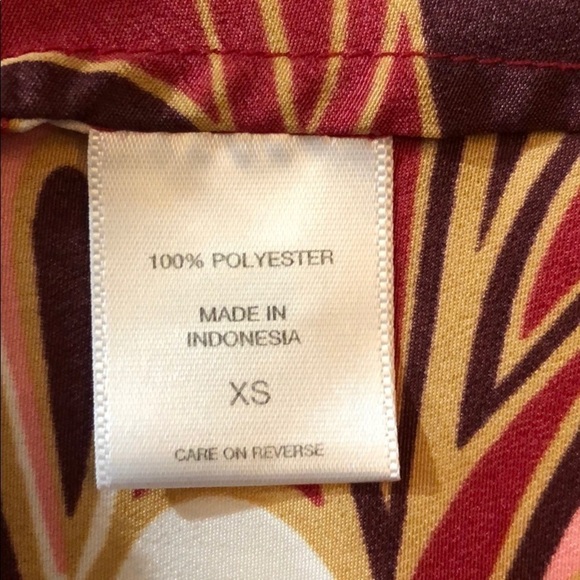 100% POLYESTER
MADE IN
INDONESIA
XS
CARE ON REVERSE